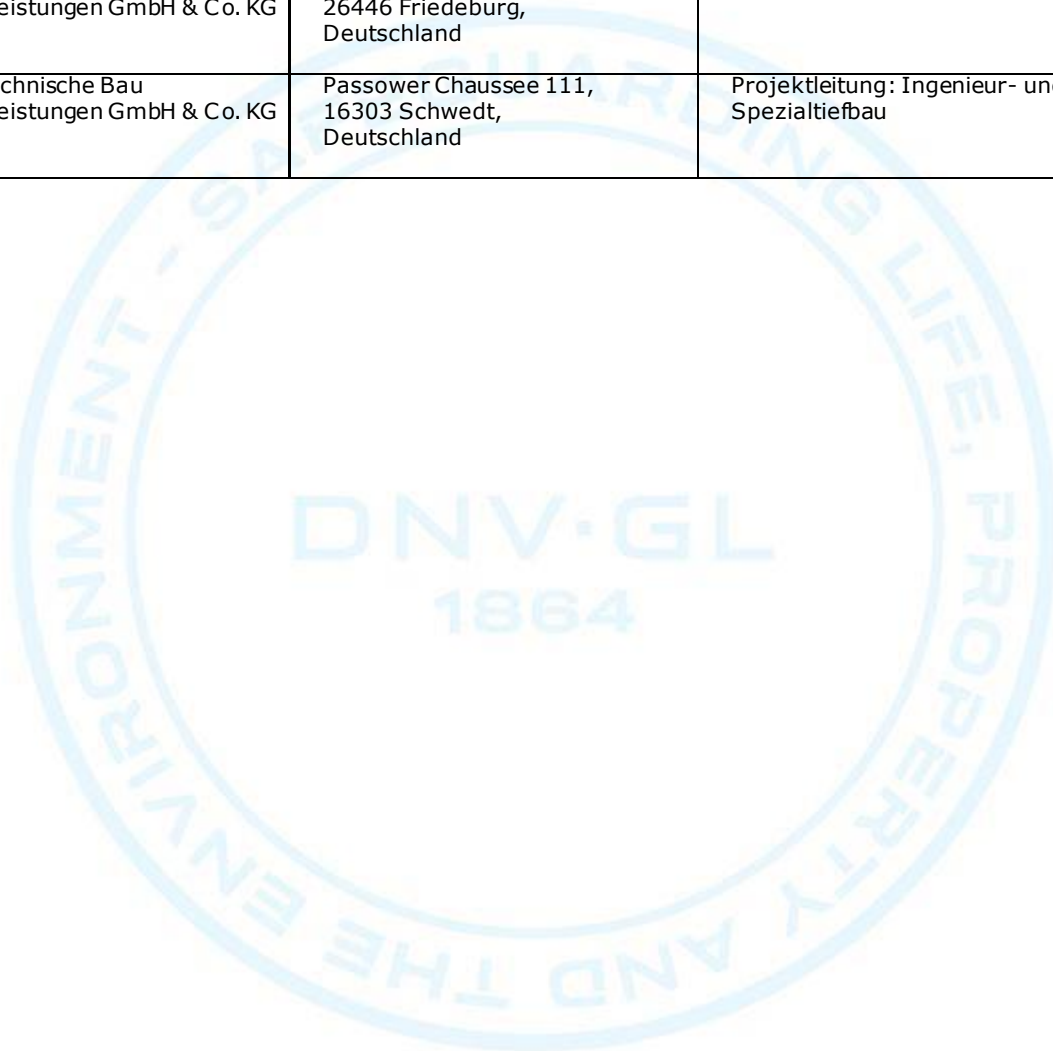 eistungen GmbH & Co. KG
26446 Friedeburg,
Deutschland
chnische Bau
eistungen GmbH & Co. KG
Passower Chaussee 111,
16303 Schwedt,
Deutschland
Projektleitung: Ingenieur- und
Spezialtiefbau
SAFEGUARDING LIFE, PROPERTY AND THE ENVIRONMENT -
DNV·GL
1864